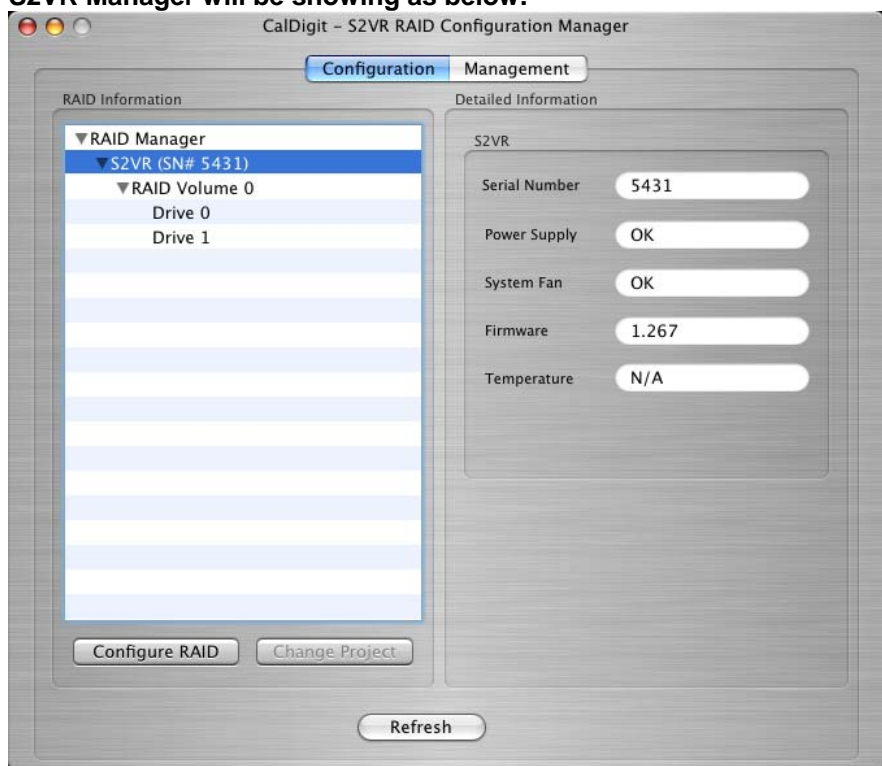 S2VR Manager will be showing as below:
CalDigit – S2VR RAID Configuration Manager
Configuration Management
RAID Information
RAID Manager
S2VR (SN# 5431)
RAID Volume 0
Drive 0
Drive 1
Configure RAID Change Project
Detailed Information
S2VR
Serial Number 5431
Power Supply OK
System Fan OK
Firmware 1.267
Temperature N/A
Refresh